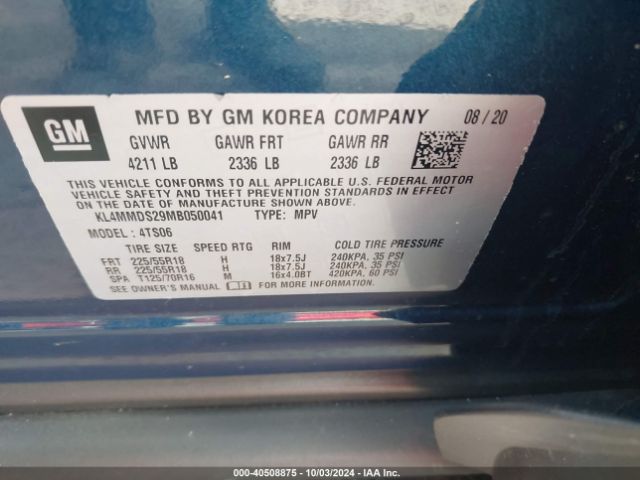 GM
MFD BY GM KOREA COMPANY 08/20
GVWR GAWR FRT GAWR RR
4211 LB 2336 LB 2336 LB
THIS VEHICLE CONFORMS TO ALL APPLICABLE U.S. FEDERAL MOTOR
VEHICLE SAFETY AND THEFT PREVENTION STANDARDS IN EFFECT
ON THE DATE OF MANUFACTURE SHOWN ABOVE.
KL4MMDS29MB050041 TYPE: MPV
MODEL: 4TS06
TIRE SIZE SPEED RTG RIM COLD TIRE PRESSURE
FRT 225/55R18 H 18x7.5J 240KPA, 35 PSI
RR 225/55R18 H 18x7.5J 240KPA, 35 PSI
SPA T125/70R16 M 16x4.0BT 420KPA, 60 PSI
SEE OWNER'S MANUAL FOR MORE INFORMATION.
000-40508875 - 10/03/2024 - IAA Inc.